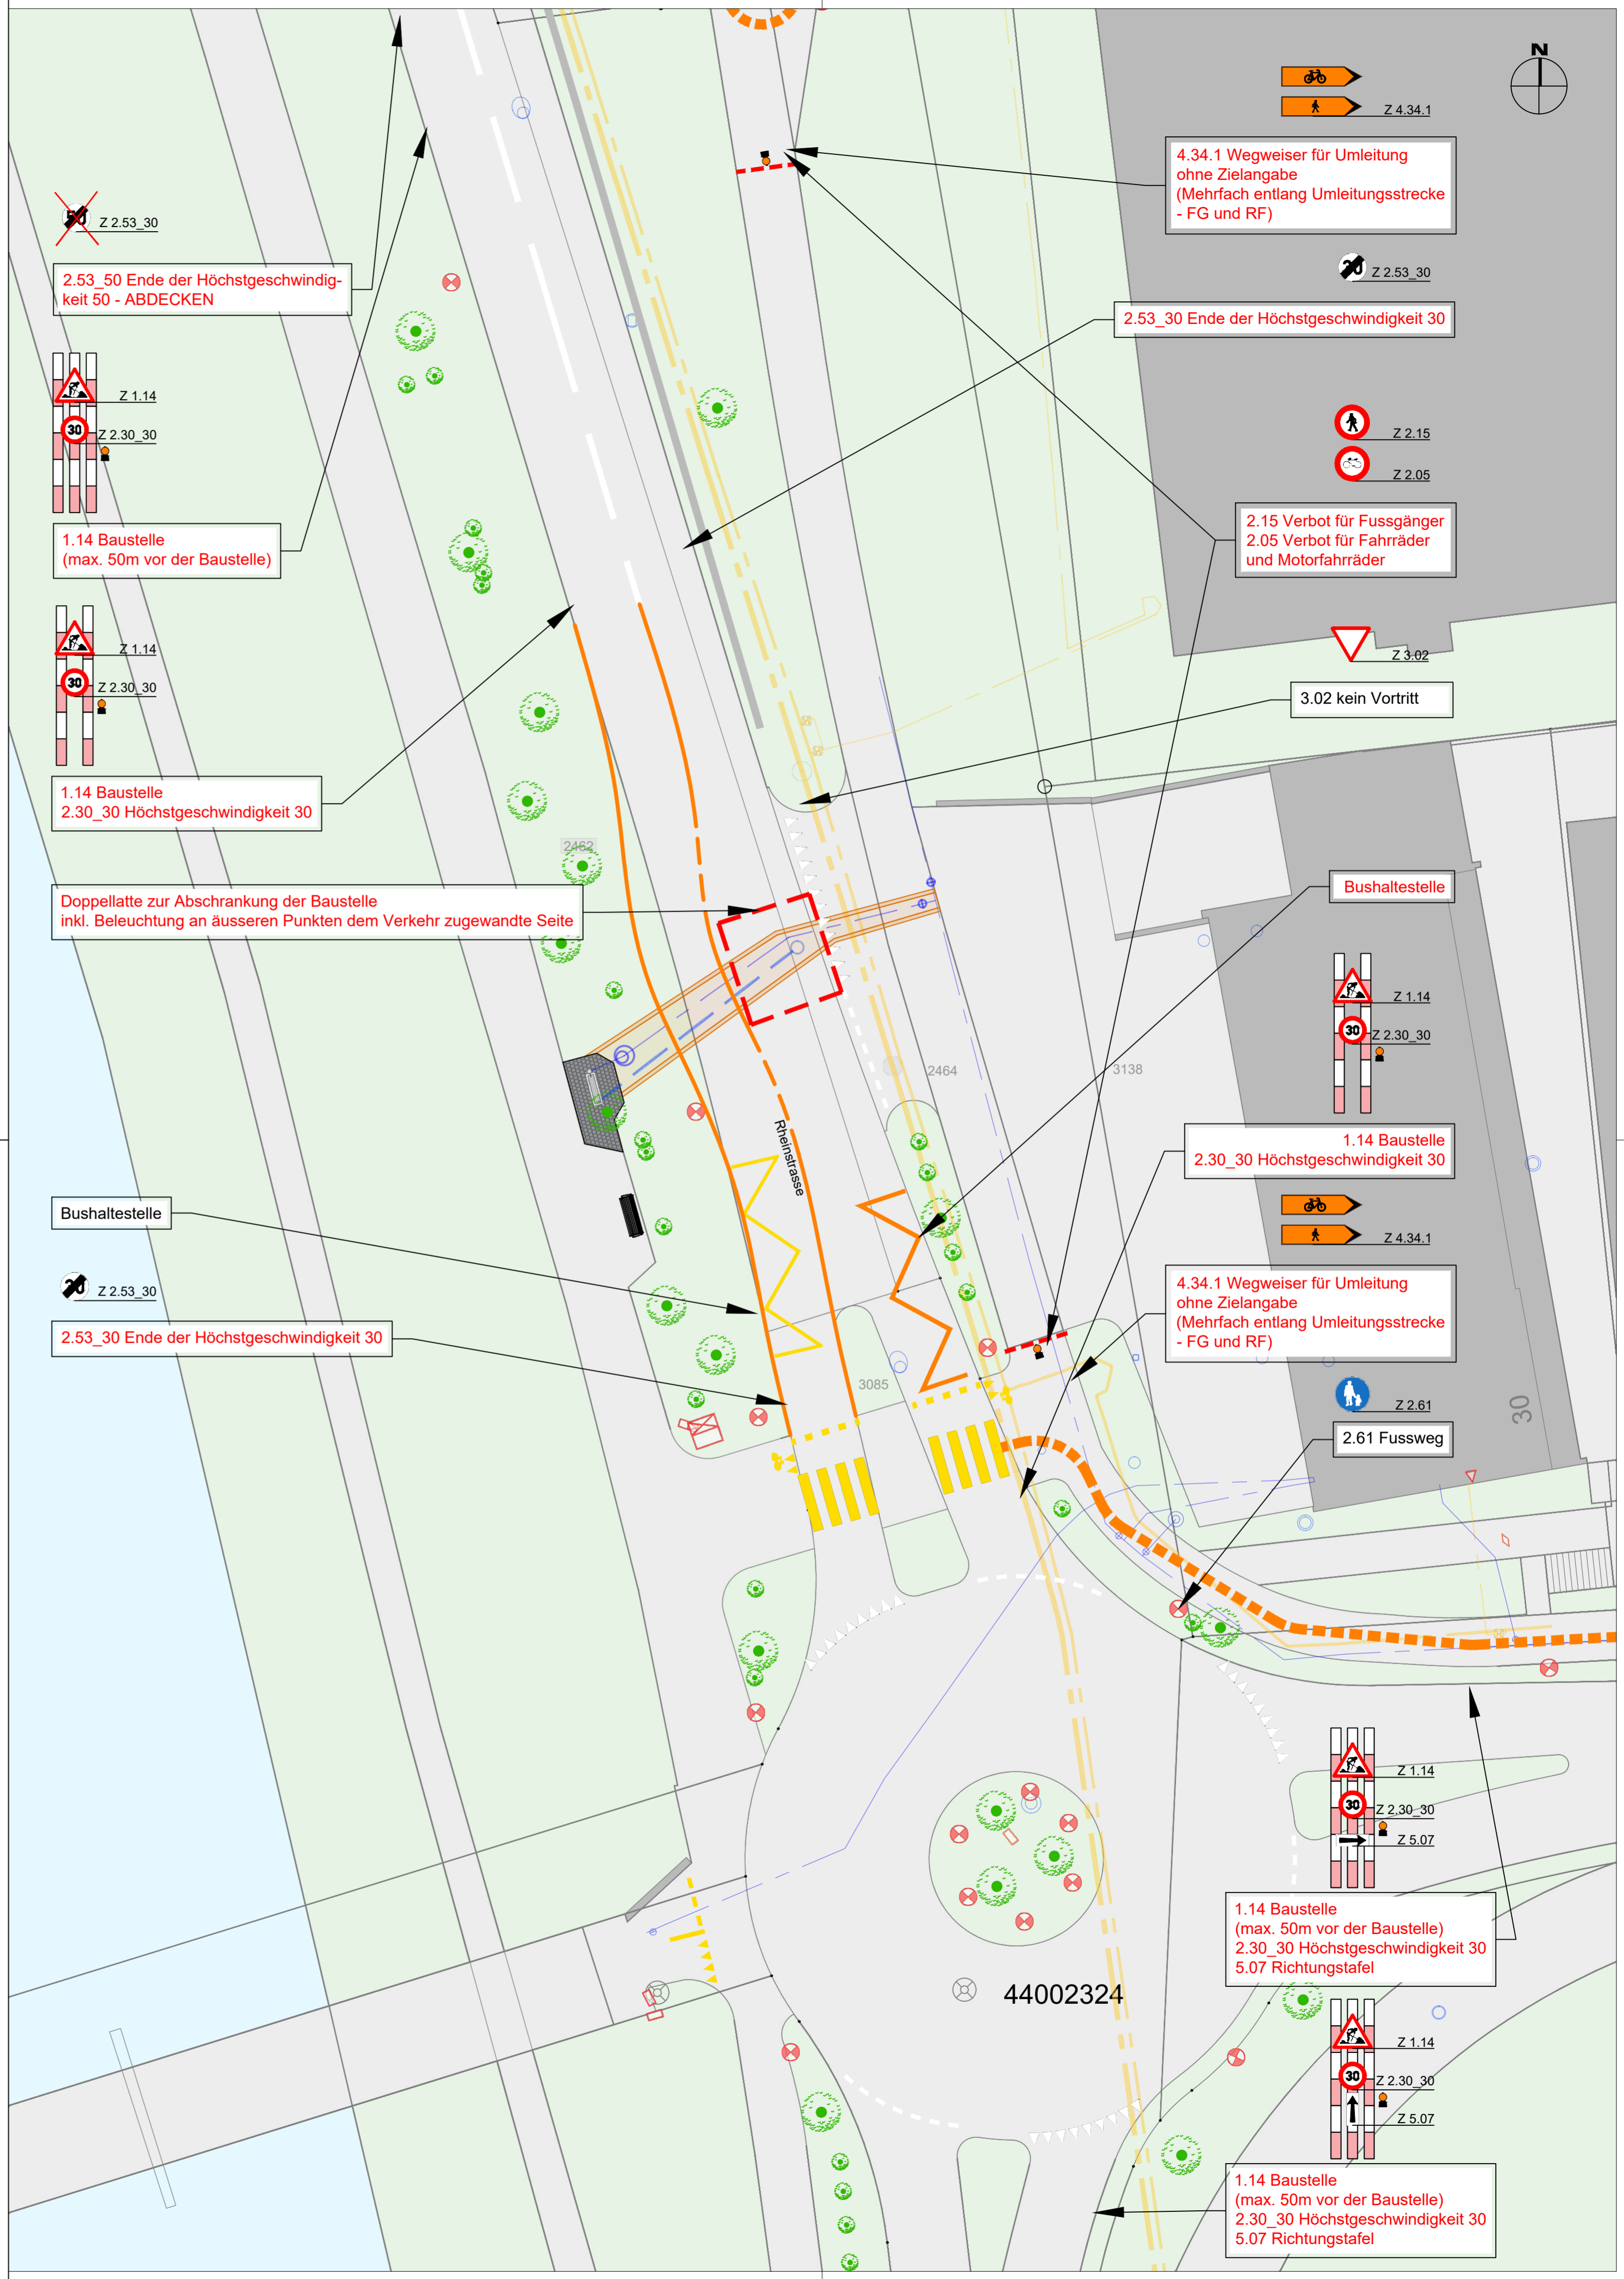 N
Z 4.34.1
4.34.1 Wegweiser für Umleitung
ohne Zielangabe
(Mehrfach entlang Umleitungsstrecke
- FG und RF)
Z 2.53_30
2.53_50 Ende der Höchstgeschwindig-
keit 50 - ABDECKEN
Z 2.53_30
2.53_30 Ende der Höchstgeschwindigkeit 30
Z 1.14
30
Z 2.30_30
1.14 Baustelle
(max. 50m vor der Baustelle)
Z 2.15
Z 2.05
2.15 Verbot für Fussgänger
2.05 Verbot für Fahrräder
und Motorfahrräder
Z 1.14
30
Z 2.30_30
1.14 Baustelle
2.30_30 Höchstgeschwindigkeit 30
Z 3.02
3.02 kein Vortritt
2462
Doppellatte zur Abschrankung der Baustelle
inkl. Beleuchtung an äusseren Punkten dem Verkehr zugewandte Seite
Bushaltestelle
Z 1.14
30
Z 2.30_30
2464
3138
1.14 Baustelle
2.30_30 Höchstgeschwindigkeit 30
Rheinstrasse
Bushaltestelle
Z 4.34.1
4.34.1 Wegweiser für Umleitung
ohne Zielangabe
(Mehrfach entlang Umleitungsstrecke
- FG und RF)
Z 2.53_30
2.53_30 Ende der Höchstgeschwindigkeit 30
3085
Z 2.61
30
2.61 Fussweg
Z 1.14
30
Z 2.30_30
Z 5.07
1.14 Baustelle
(max. 50m vor der Baustelle)
2.30_30 Höchstgeschwindigkeit 30
5.07 Richtungstafel
44002324
Z 1.14
30
Z 2.30_30
Z 5.07
1.14 Baustelle
(max. 50m vor der Baustelle)
2.30_30 Höchstgeschwindigkeit 30
5.07 Richtungstafel